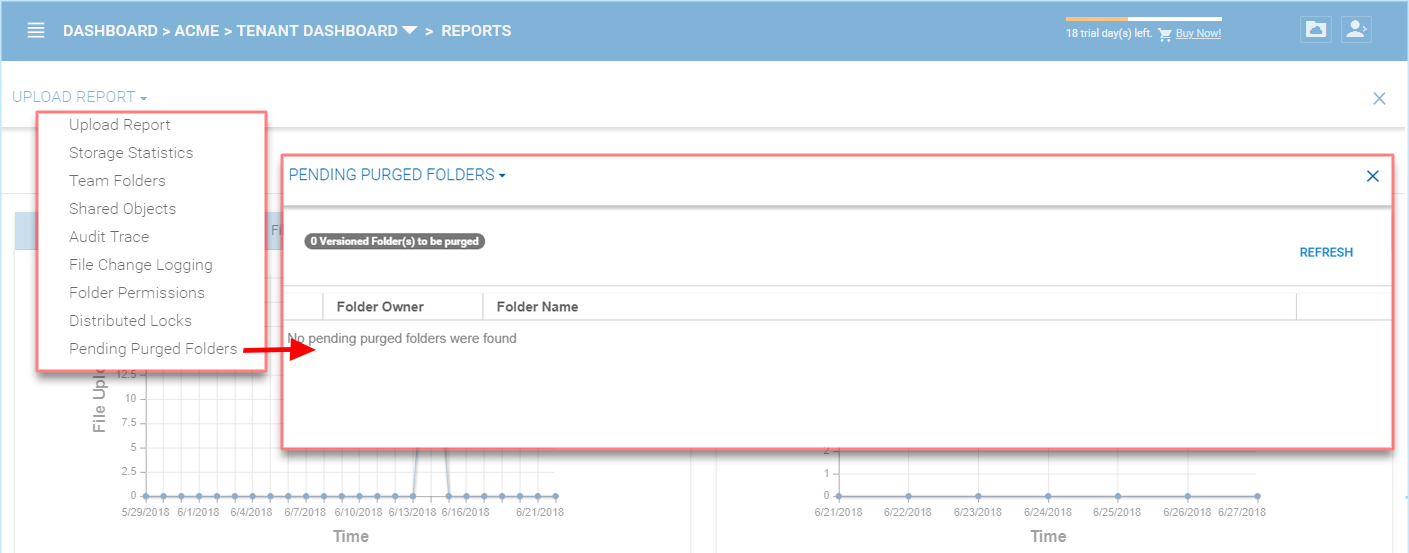 DASHBOARD > ACME > TENANT DASHBOARD > REPORTS
18 trial day(s) left. Buy Now!
UPLOAD REPORT
Upload Report
Storage Statistics
Team Folders
Shared Objects
Audit Trace
File Change Logging
Folder Permissions
Distributed Locks
Pending Purged Folders
PENDING PURGED FOLDERS
0 Versioned Folder(s) to be purged
REFRESH
Folder Owner Folder Name
No pending purged folders were found
12.5
10
7.5
5
2.5
0
5/29/2018 6/1/2018 6/4/2018 6/7/2018 6/10/2018 6/13/2018 6/16/2018 6/21/2018
Time
2
1
0
6/21/2018 6/22/2018 6/23/2018 6/24/2018 6/25/2018 6/26/2018 6/27/2018
Time